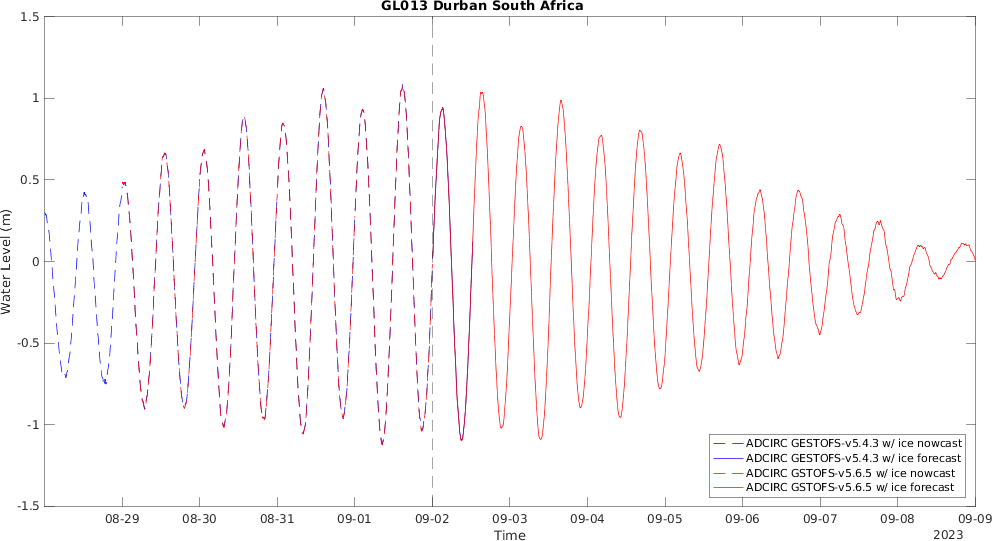 GL013 Durban South Africa
1.5
1
0.5
0
-0.5
-1
-1.5
Water Level (m)
08-29
08-30
08-31
09-01
09-02
09-03
09-04
09-05
09-06
09-07
09-08
09-09
Time
2023
ADCIRC GESTOFS-v5.4.3 w/ ice nowcast
ADCIRC GESTOFS-v5.4.3 w/ ice forecast
ADCIRC GSTOFS-v5.6.5 w/ ice nowcast
ADCIRC GSTOFS-v5.6.5 w/ ice forecast